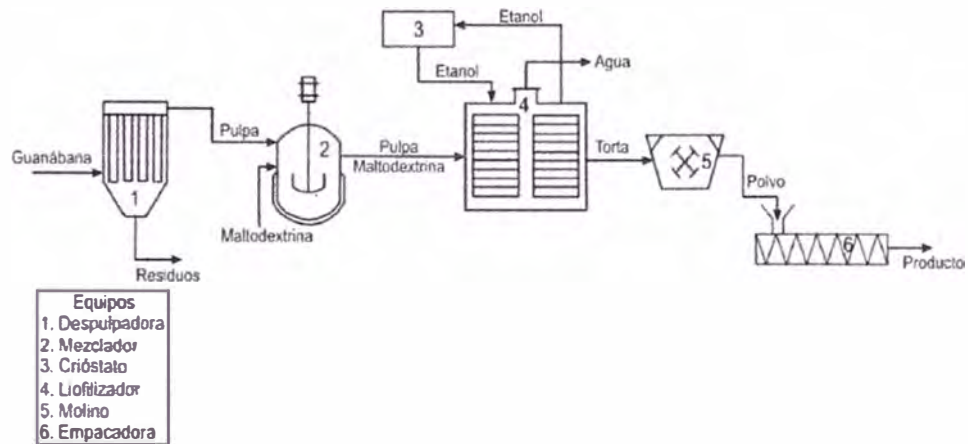 Etanol
3
Etanol
Agua
4
Pulpa
2
Guanábana
Pulpa
Maltodextrina
Torta
5
1
Polvo
Maltodextrina
6
Residuos
Producto
Equipos
1. Despulpadora
2. Mezclador
3. Crióstato
4. Liofilizador
5. Molino
6. Empacadora